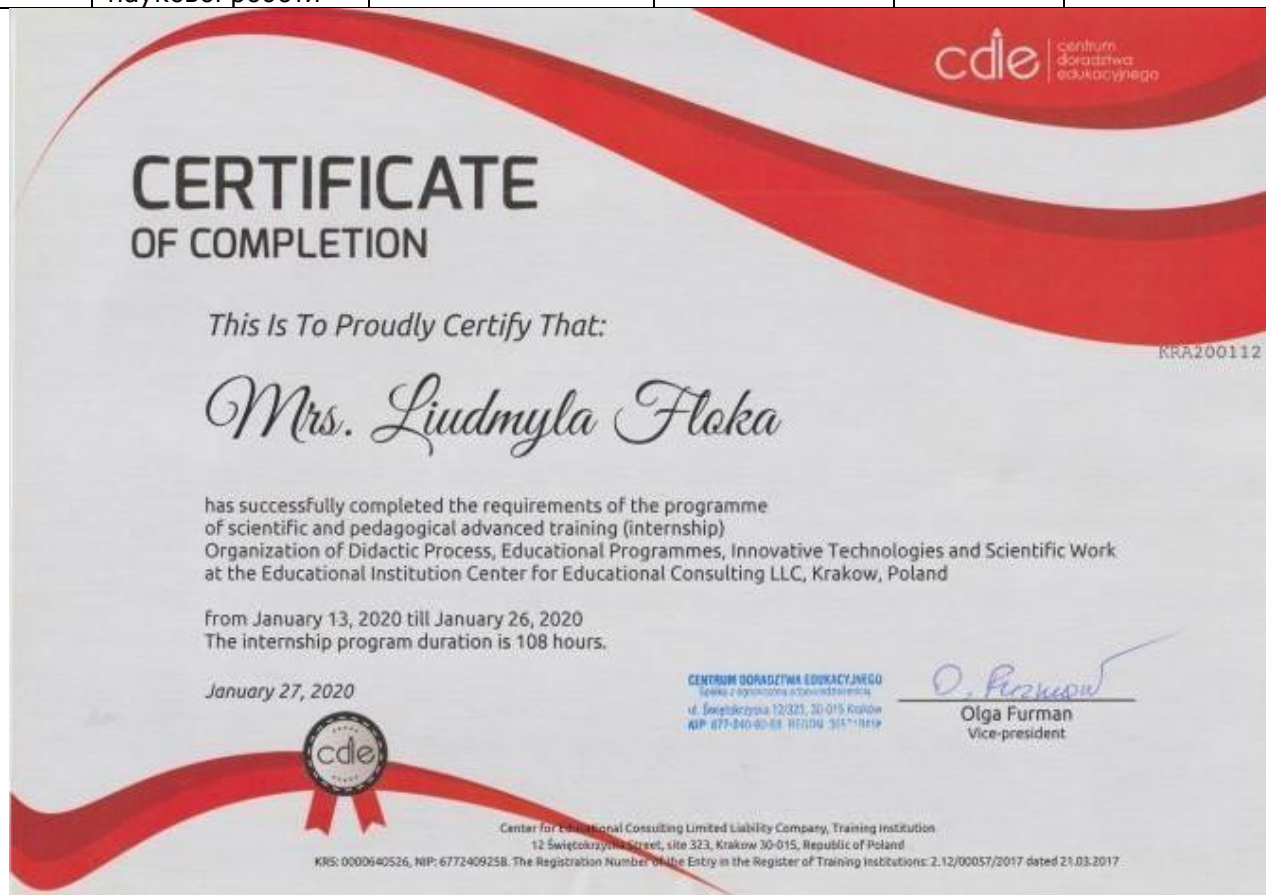 наукової роботи
cdie
centrum
doradztwa
edukacyjnego
CERTIFICATE
OF COMPLETION
This Is To Proudly Certify That:
KRA200112
Mrs. Liudmyla Floka
has successfully completed the requirements of the programme
of scientific and pedagogical advanced training (internship)
Organization of Didactic Process, Educational Programmes, Innovative Technologies and Scientific Work
at the Educational Institution Center for Educational Consulting LLC, Krakow, Poland
from January 13, 2020 till January 26, 2020
The internship program duration is 108 hours.
January 27, 2020
CENTRUM DORADZTWA EDUKACYJNEGO
Spółka z ograniczoną odpowiedzialnością
ul. Świętokrzyska 12/323, 30-015 Kraków
NIP REGON
Olga Furman
Vice-president
cdie
Center for Educational Consulting Limited Liability Company, Training Institution
12 Świętokrzyska Street, site 323, Krakow 30-015, Republic of Poland
KRS: 0000640526, NIP: 6772409258. The Registration Number of the Entry in the Register of Training Institutions: 2.12/00057/2017 dated 21.03.2017